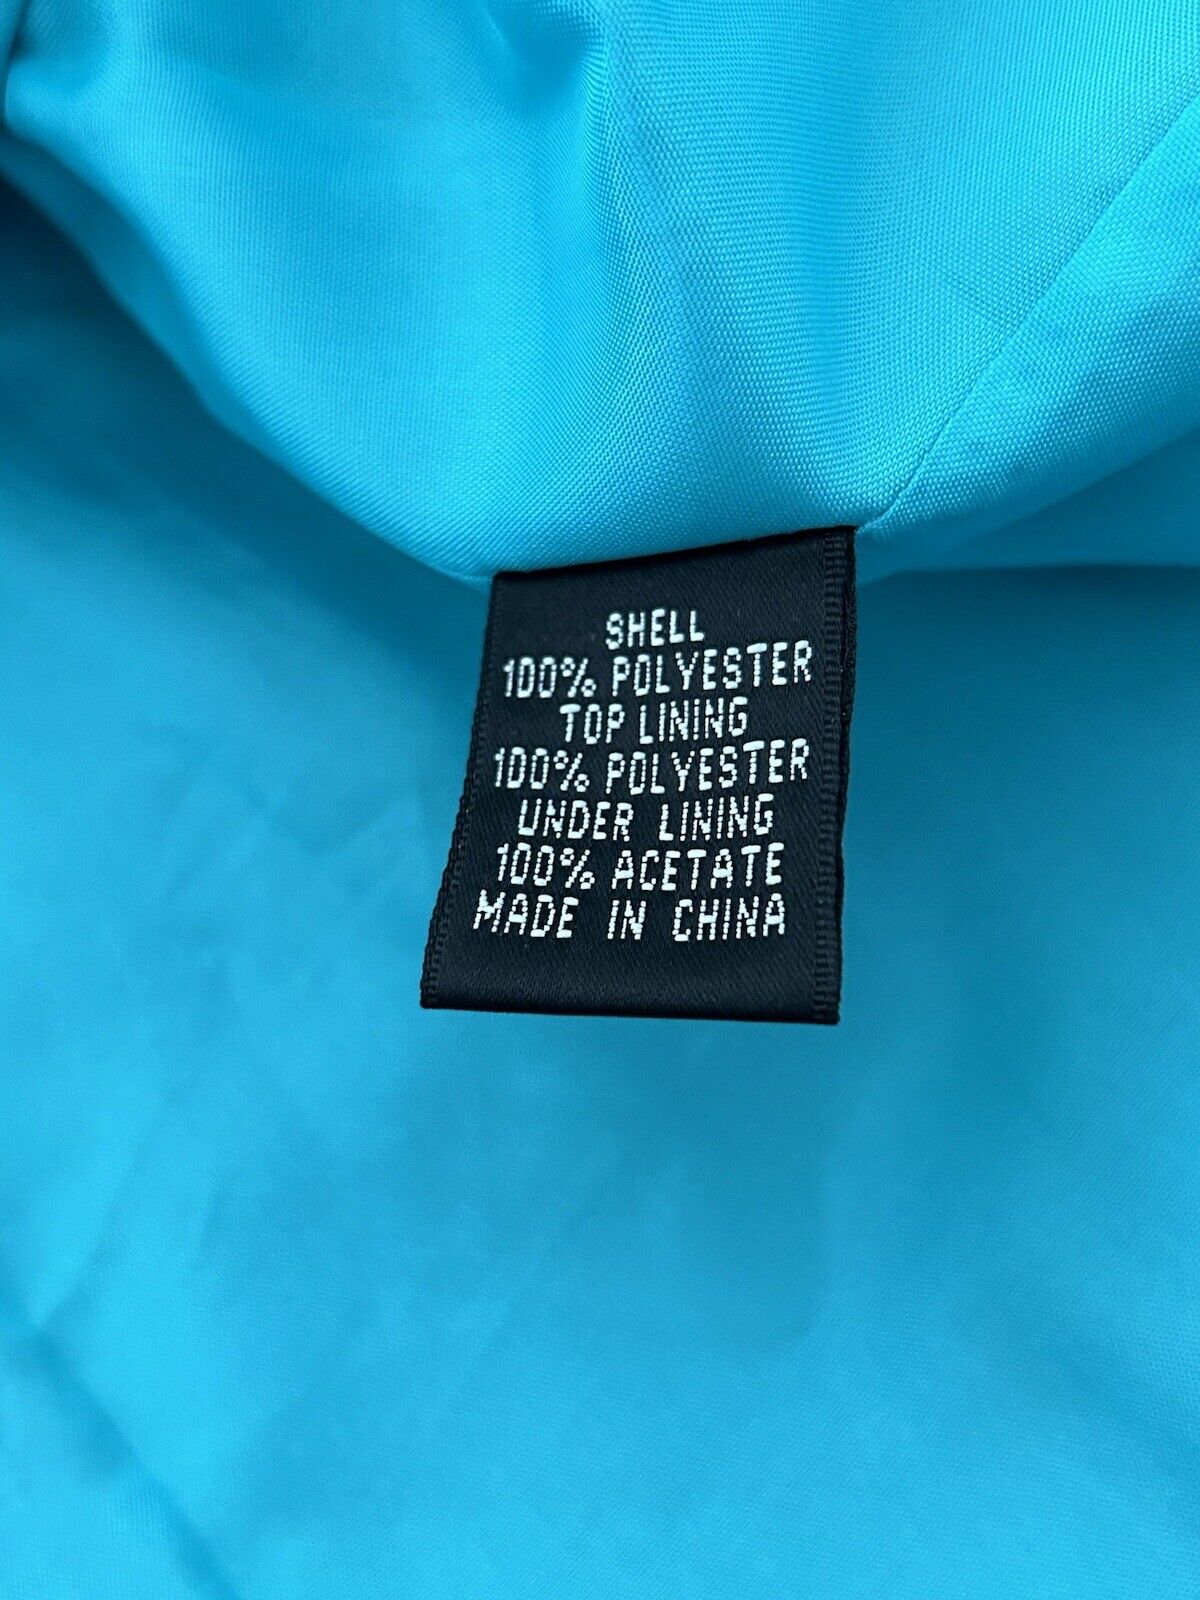 SHELL
100% POLYESTER
TOP LINING
100% POLYESTER
UNDER LINING
100% ACETATE
MADE IN CHINA